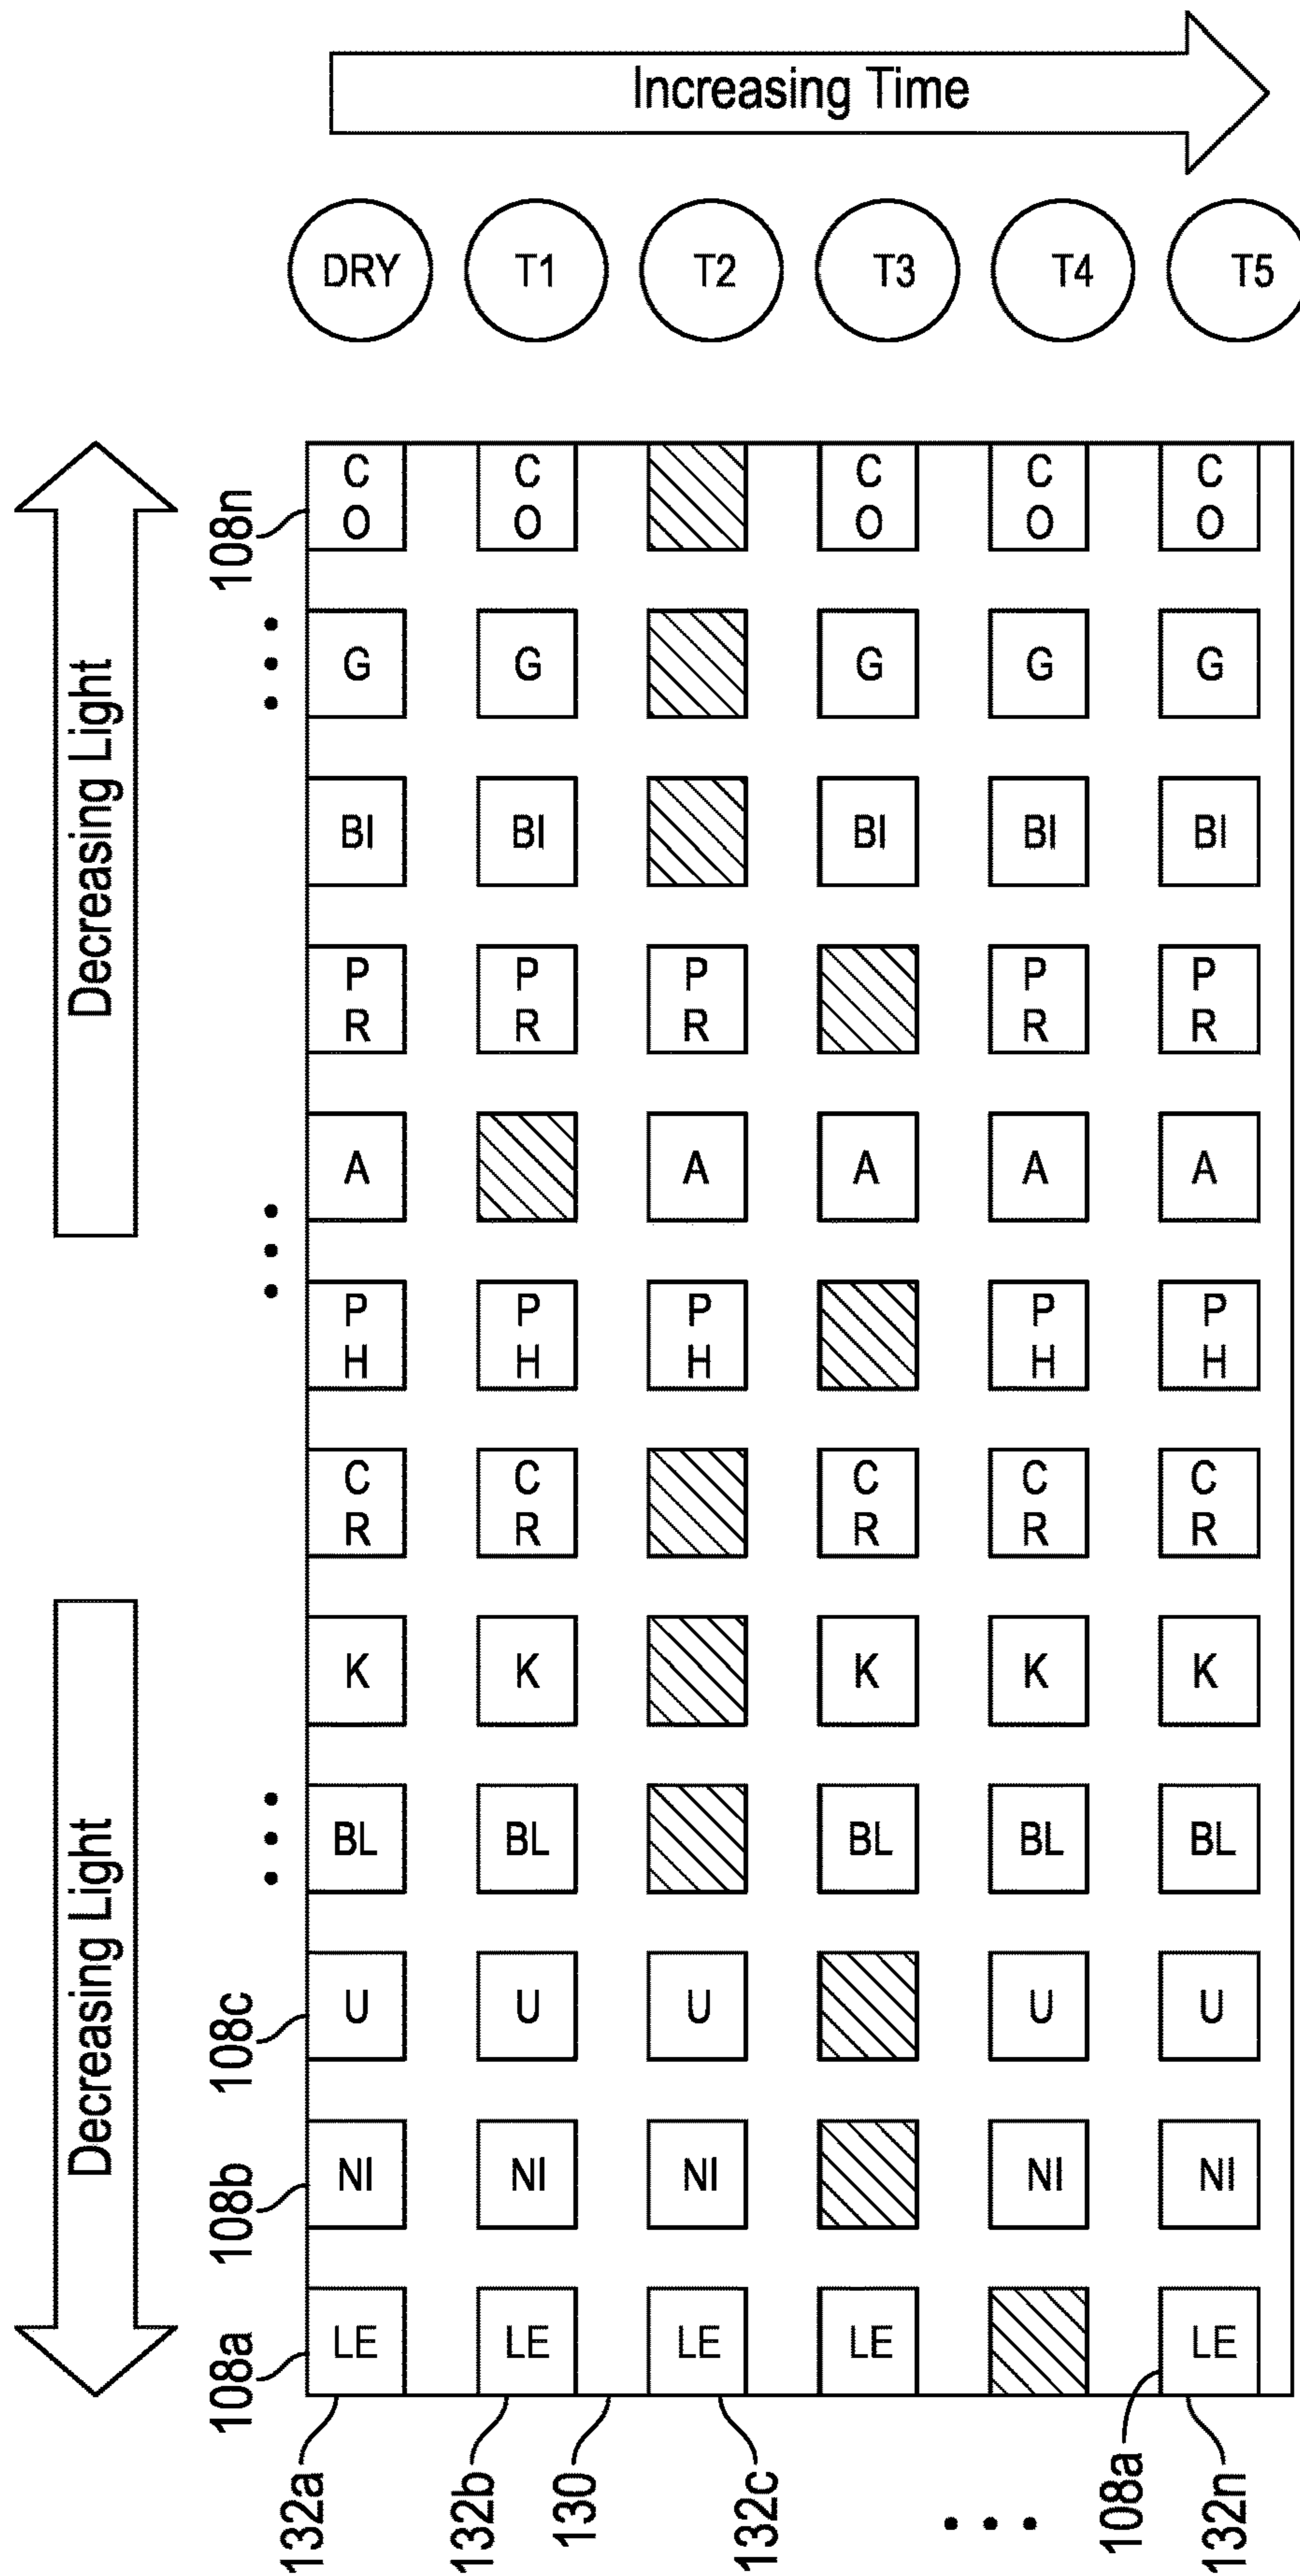 Increasing Time
DRY T1 T2 T3 T4 T5
Decreasing Light
108n
C C C C C
O O O O O
G G G G G
BI BI BI BI BI
P P P P P
R R R R R
A A A A A
P P P P P
H H H H H
C C C C C
R R R R R
K K K K K
Decreasing Light
BL BL BL BL BL
108c
U U U U U
108b
NI NI NI NI NI
108a
LE LE LE LE LE
132a
132b
130
132c
108a
132n